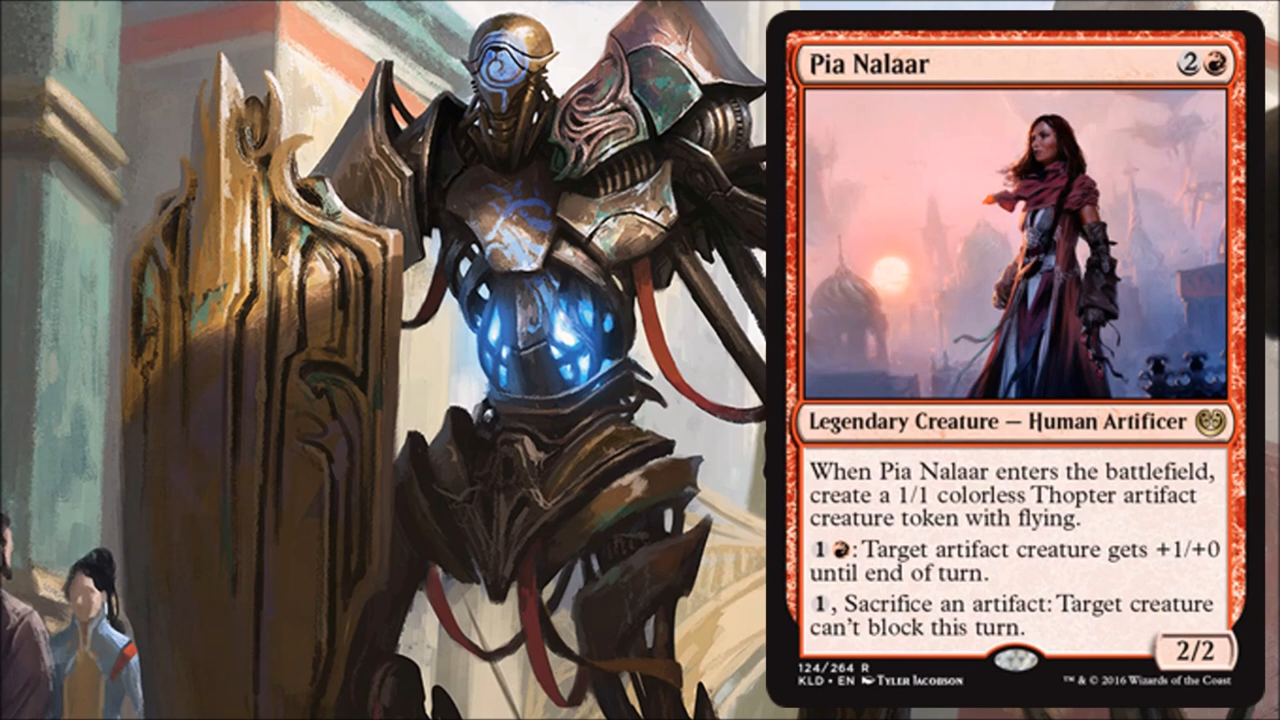 Pia Nalaar 2
Legendary Creature — Human Artificer
When Pia Nalaar enters the battlefield,
create a 1/1 colorless Thopter artifact
creature token with flying.
1 : Target artifact creature gets +1/+0
until end of turn.
1, Sacrifice an artifact: Target creature
can't block this turn.
2/2
124/264 R
KLD • EN Tyler Jacobson
™ & © 2016 Wizards of the Coast